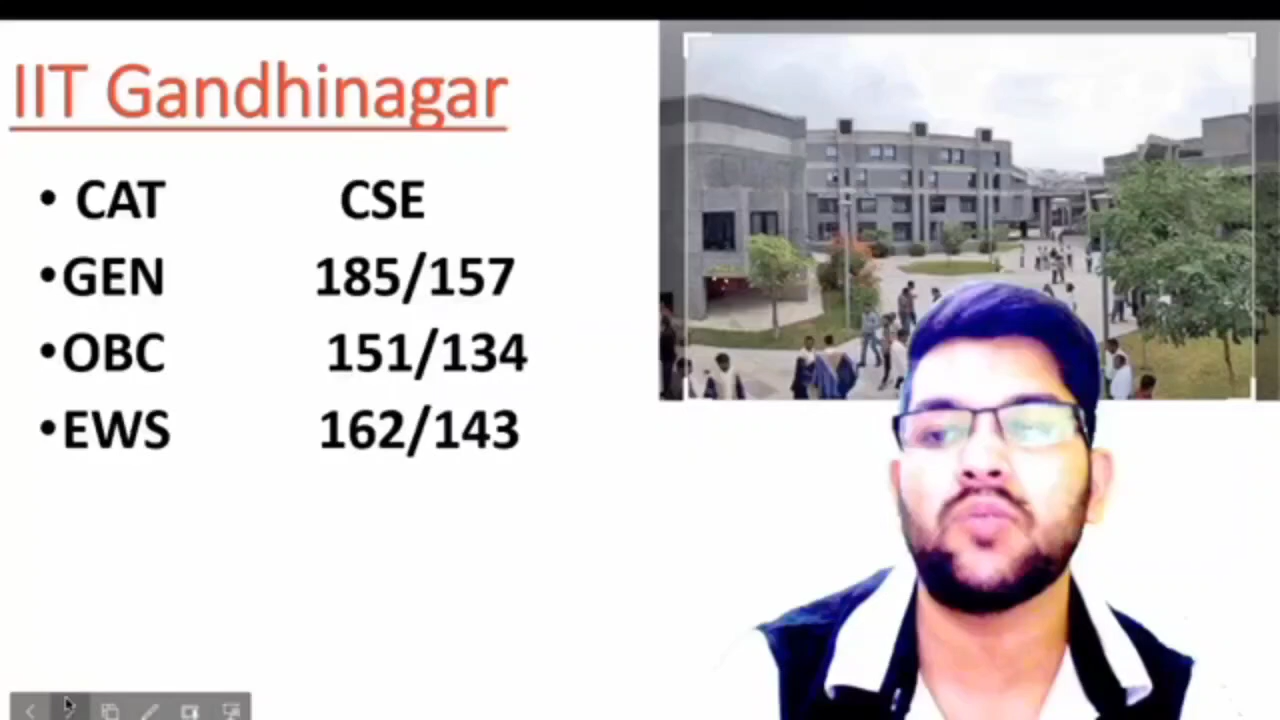 IIT Gandhinagar
• CAT CSE
•GEN 185/157
•OBC 151/134
•EWS 162/143